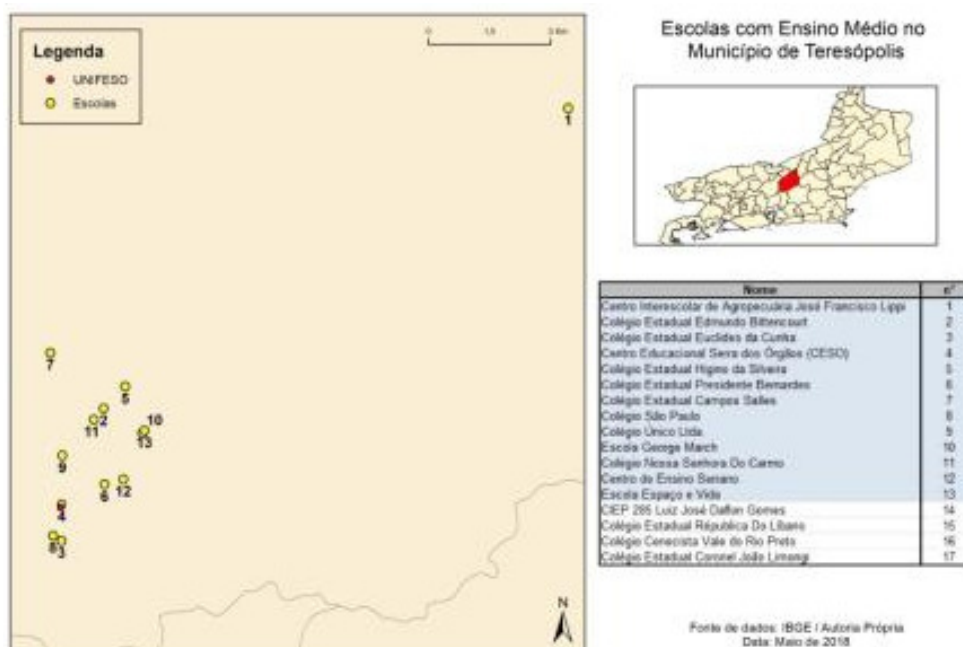 Legenda
UNIFESO
Escolas
0 1,5 3 Km
1
7
5
2
11
10
13
9
6
12
4
8
3
N
Escolas com Ensino Médio no
Município de Teresópolis
Nome n°
Centro Interescolar de Agropecuária José Francisco Lippi 1
Colégio Estadual Edmundo Bittencourt 2
Colégio Estadual Euclides da Cunha 3
Centro Educacional Serra dos Órgãos (CESO) 4
Colégio Estadual Higino da Silveira 5
Colégio Estadual Presidente Bernardes 6
Colégio Estadual Campos Salles 7
Colégio São Paulo 8
Colégio Único Ltda 9
Escola George March 10
Colégio Nossa Senhora Do Carmo 11
Centro de Ensino Serrano 12
Escola Espaço e Vida 13
CIEP 285 Luiz José Daflon Gomes 14
Colégio Estadual Républica Do Líbano 15
Colégio Cenecista Vale do Rio Preto 16
Colégio Estadual Coronel João Limongi 17
Fonte de dados: IBGE / Autoria Própria
Data: Maio de 2018